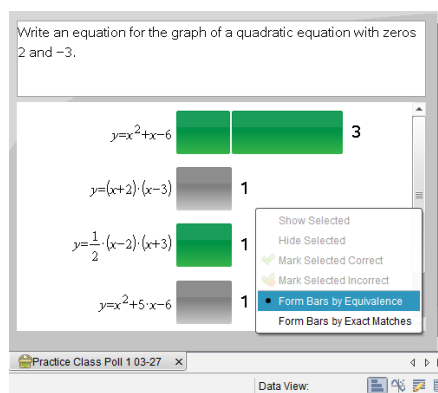 Write an equation for the graph of a quadratic equation with zeros
2 and −3.
y=x²+x−6 3
y=(x+2)·(x−3) 1
y=1/2·(x−2)·(x+3) 1
y=x²+5·x−6 1
Show Selected
Hide Selected
Mark Selected Correct
Mark Selected Incorrect
Form Bars by Equivalence
Form Bars by Exact Matches
Practice Class Poll 1 03-27
Data View: